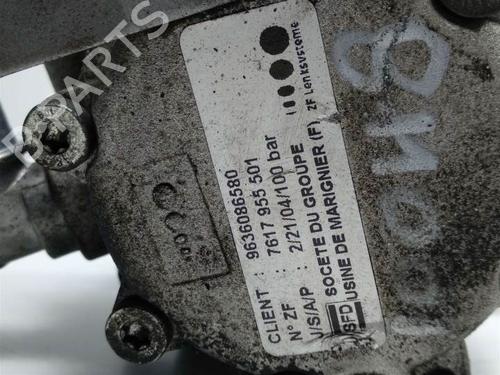 B-PARTS
CLIENT : 9636086580
N° ZF : 7617 955 501
J/S/A/P : 2/21/04/100 bar
SFD SOCETE DU GROUPE
USINE DE MARIGNIER (F)
ZF Lenksysteme